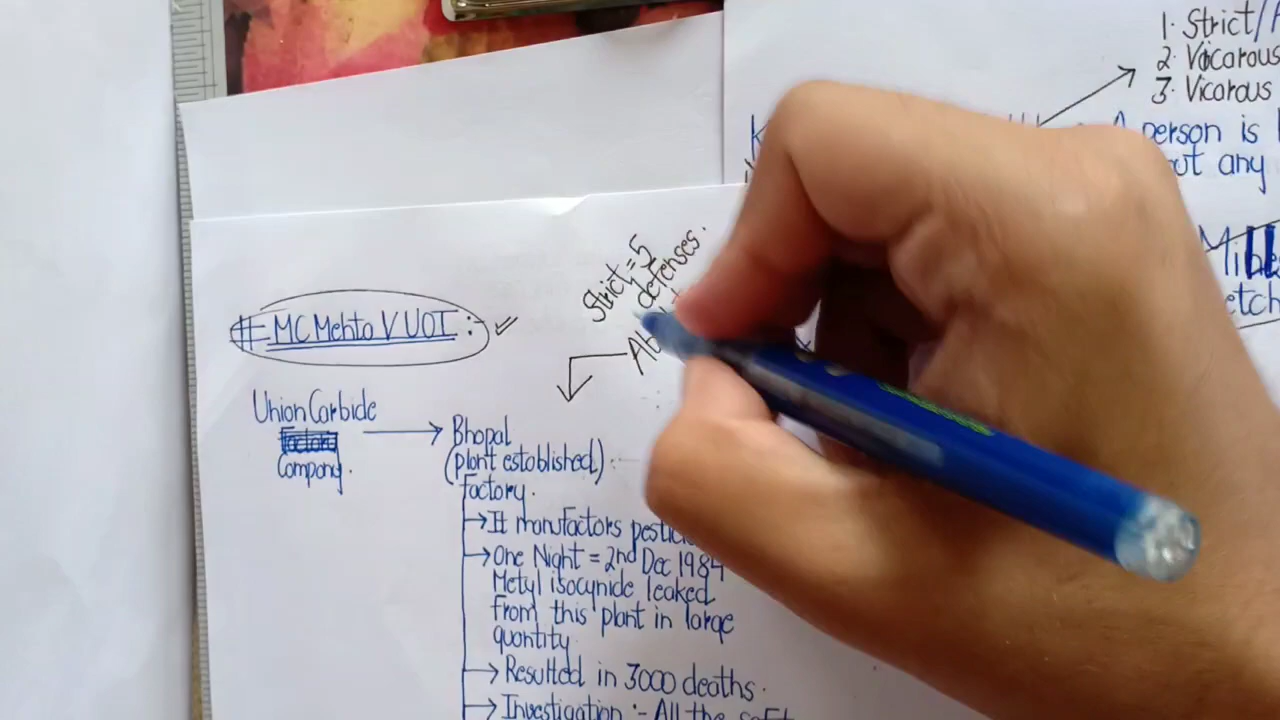 1. Strict/
2. Vocarous
3. Vicorous
A person is
out any
Strict = 5
defenses.
# MC Mehta V UOI :
Union Carbide
Company.
Bhopal
(plant established)
factory.
It manufactors
One Night = 2nd Dec 1984
Metyl isocynide leaked
from this plant in large
quantity
Resulted in 3000 deaths.
Investigation :- All the